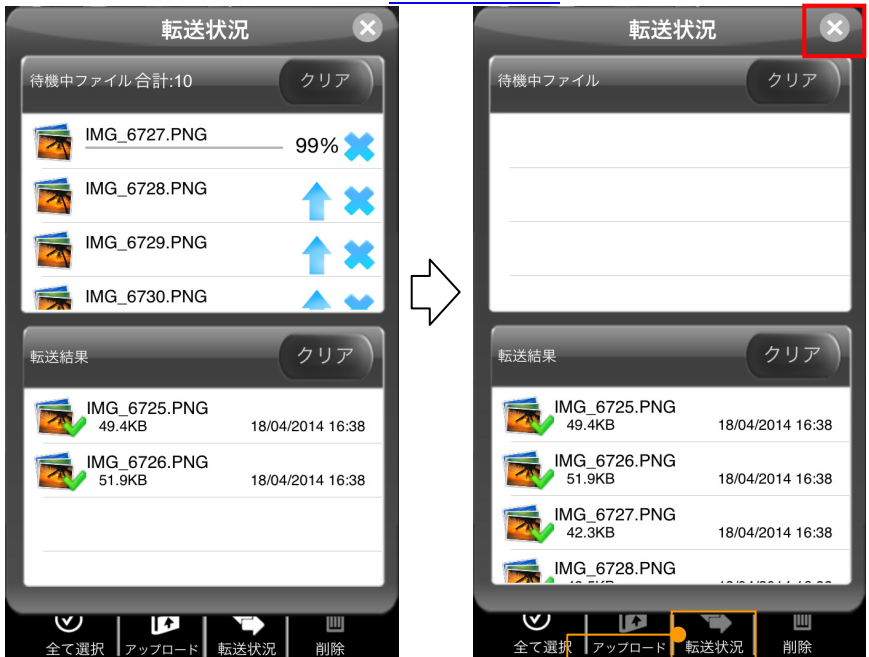 転送状況
待機中ファイル 合計:10
クリア
IMG_6727.PNG
99%
IMG_6728.PNG
IMG_6729.PNG
IMG_6730.PNG
転送結果
クリア
IMG_6725.PNG
49.4KB 18/04/2014 16:38
IMG_6726.PNG
51.9KB 18/04/2014 16:38
全て選択 アップロード 転送状況 削除
転送状況
待機中ファイル
クリア
転送結果
クリア
IMG_6725.PNG
49.4KB 18/04/2014 16:38
IMG_6726.PNG
51.9KB 18/04/2014 16:38
IMG_6727.PNG
42.3KB 18/04/2014 16:38
IMG_6728.PNG
全て選択 アップロード 転送状況 削除